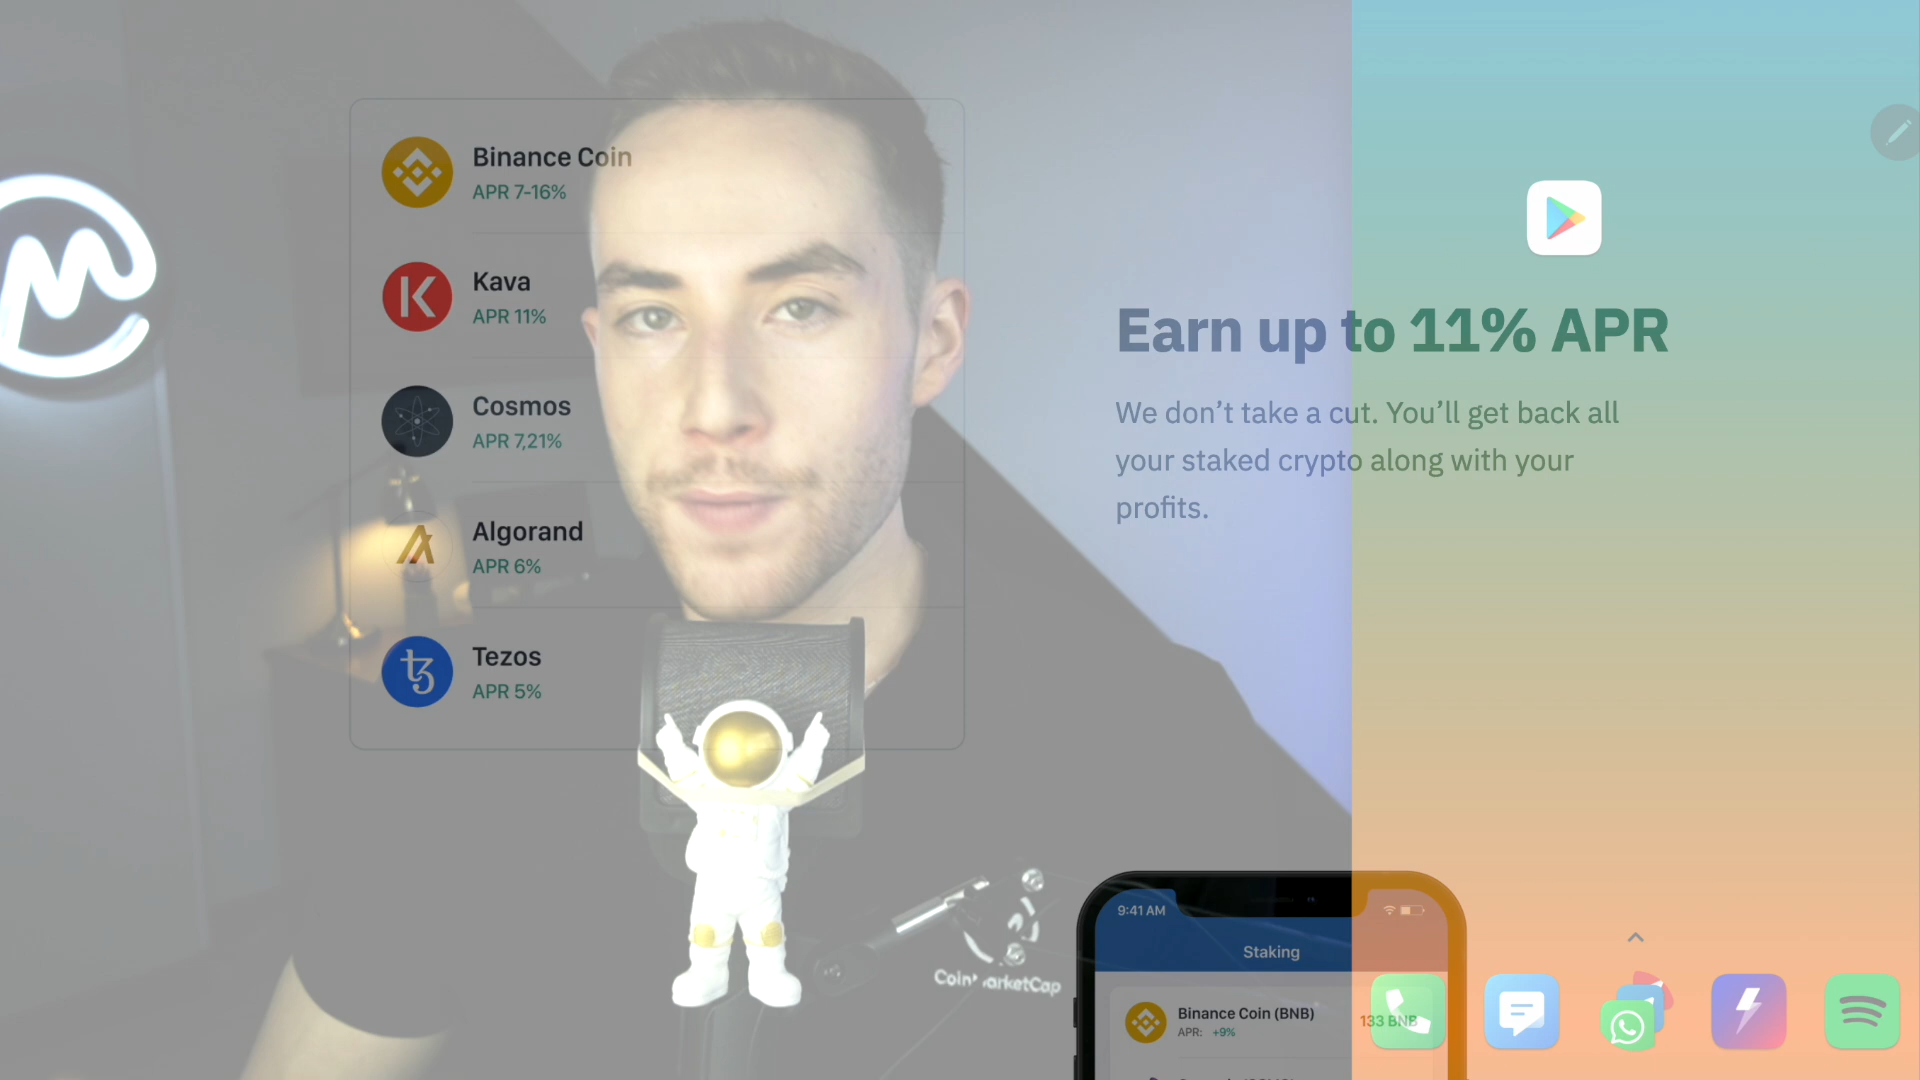 Binance Coin
APR 7-16%
Kava
APR 11%
Cosmos
APR 7,21%
Algorand
APR 6%
Tezos
APR 5%
Earn up to 11% APR
We don’t take a cut. You’ll get back all
your staked crypto along with your
profits.
CoinMarketCap
9:41 AM
Staking
Binance Coin (BNB)
APR: +9%
133 BNB